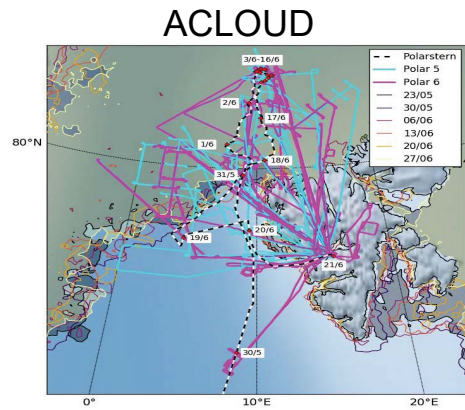 ACLOUD
3/6-16/6
Polarstern
Polar 5
Polar 6
23/05
30/05
06/06
13/06
20/06
27/06
2/6
17/6
1/6
80°N
18/6
31/5
19/6
20/6
21/6
30/5
0°
10°E
20°E